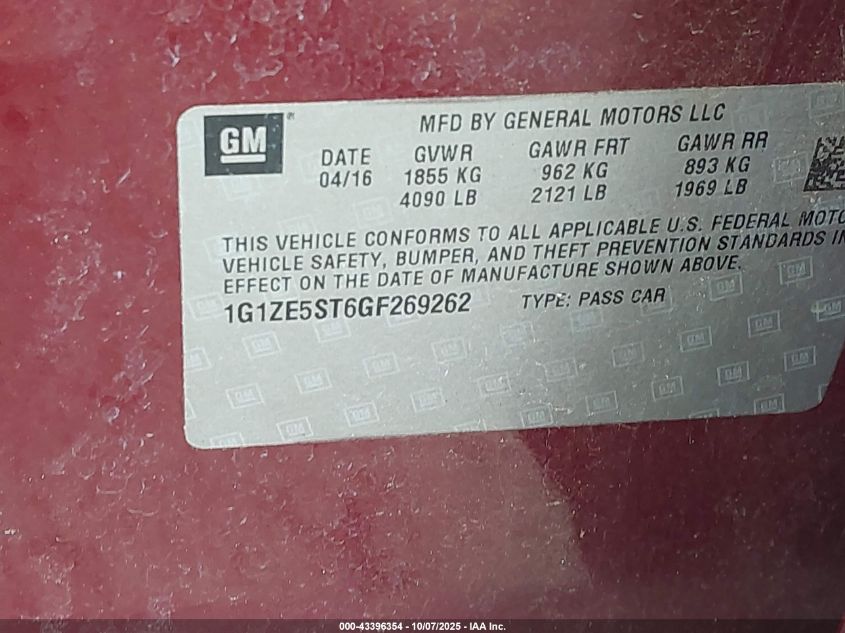 GM ®
MFD BY GENERAL MOTORS LLC
DATE GVWR GAWR FRT GAWR RR
04/16 1855 KG 962 KG 893 KG
4090 LB 2121 LB 1969 LB
THIS VEHICLE CONFORMS TO ALL APPLICABLE U.S. FEDERAL MOTO
VEHICLE SAFETY, BUMPER, AND THEFT PREVENTION STANDARDS IN
EFFECT ON THE DATE OF MANUFACTURE SHOWN ABOVE.
1G1ZE5ST6GF269262 TYPE: PASS CAR
000-43396354 - 10/07/2025 - IAA Inc.